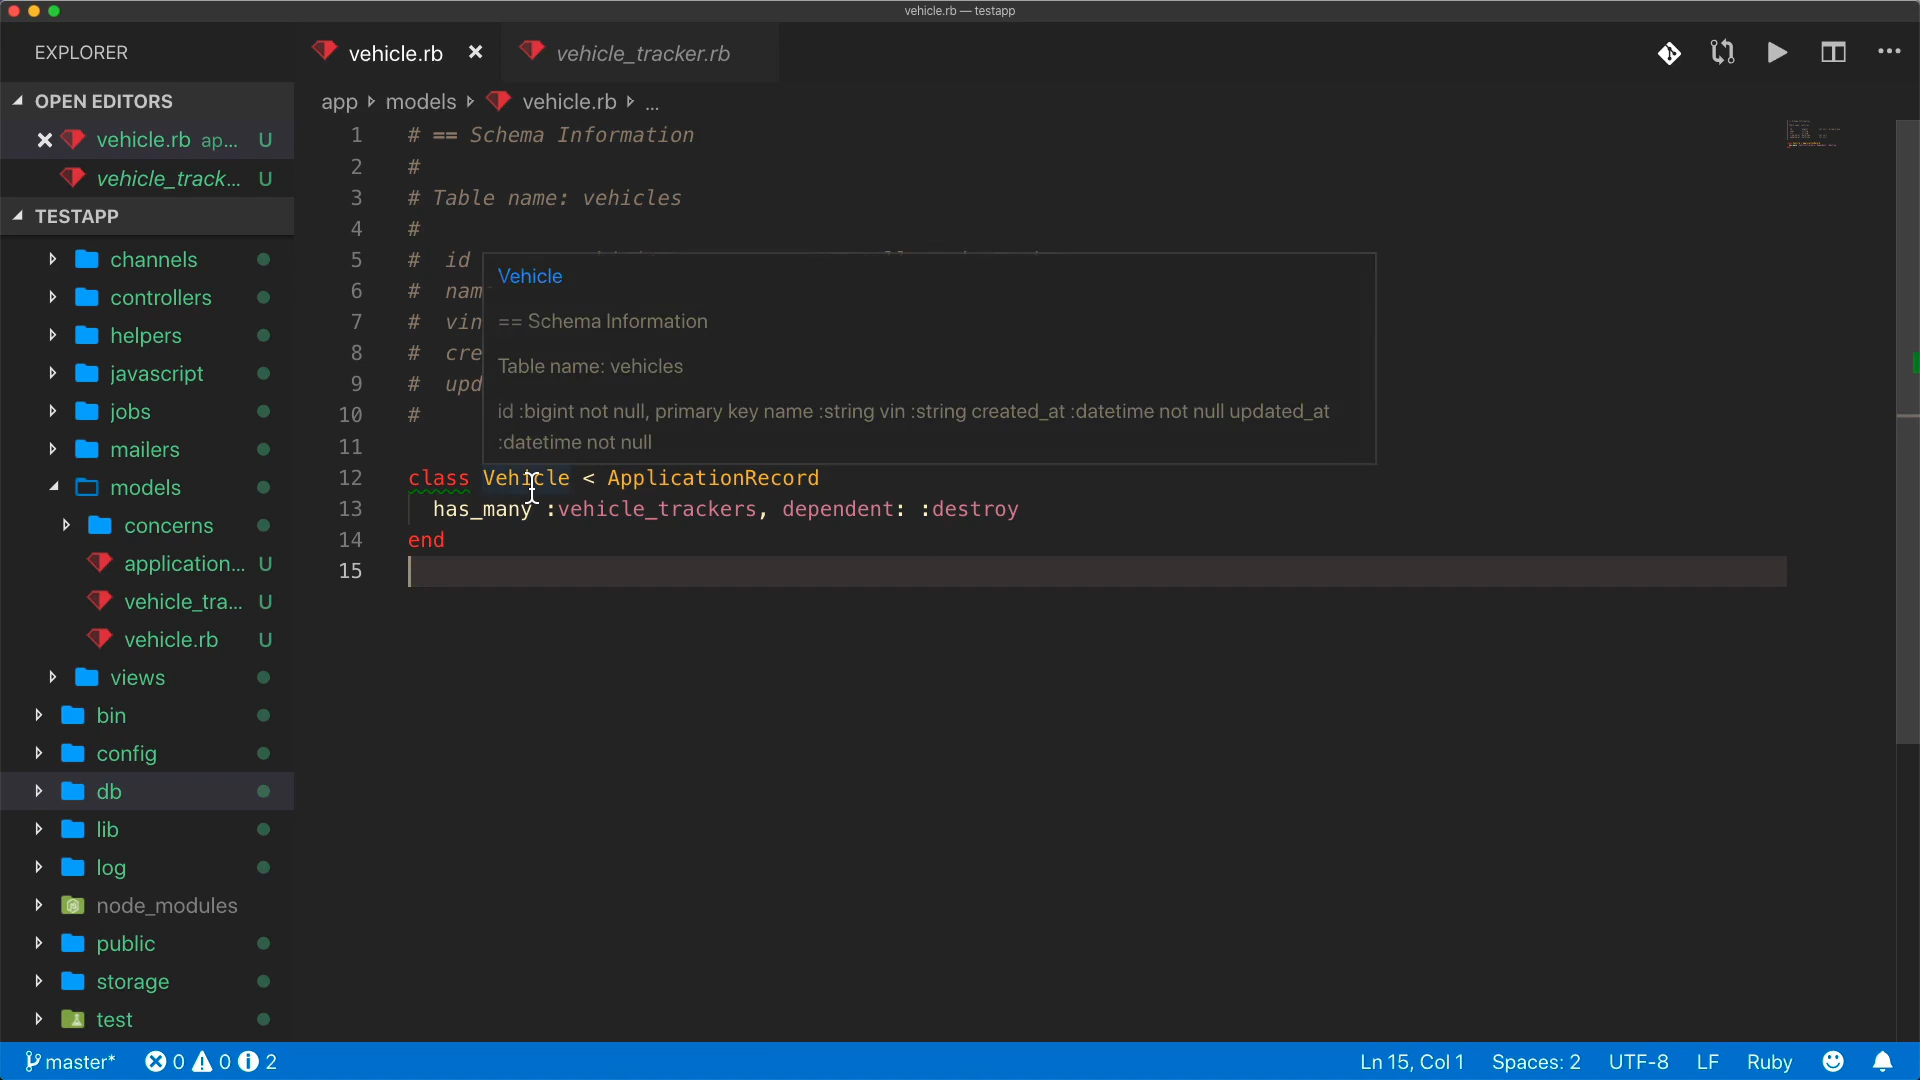 vehicle.rb — testapp
EXPLORER
vehicle.rb
vehicle_tracker.rb
OPEN EDITORS
vehicle.rb ap... U
vehicle_track... U
TESTAPP
channels
controllers
helpers
javascript
jobs
mailers
models
concerns
application... U
vehicle_tra... U
vehicle.rb U
views
bin
config
db
lib
log
node_modules
public
storage
test
app models vehicle.rb ...
1 # == Schema Information
2 #
3 # Table name: vehicles
4 #
5 # id
6 # nam
7 # vin
8 # cre
9 # upd
10 #
11
12 class Vehicle < ApplicationRecord
13 has_many :vehicle_trackers, dependent: :destroy
14 end
15
Vehicle
== Schema Information
Table name: vehicles
id :bigint not null, primary key name :string vin :string created_at :datetime not null updated_at
:datetime not null
master* 0 0 2 Ln 15, Col 1 Spaces: 2 UTF-8 LF Ruby